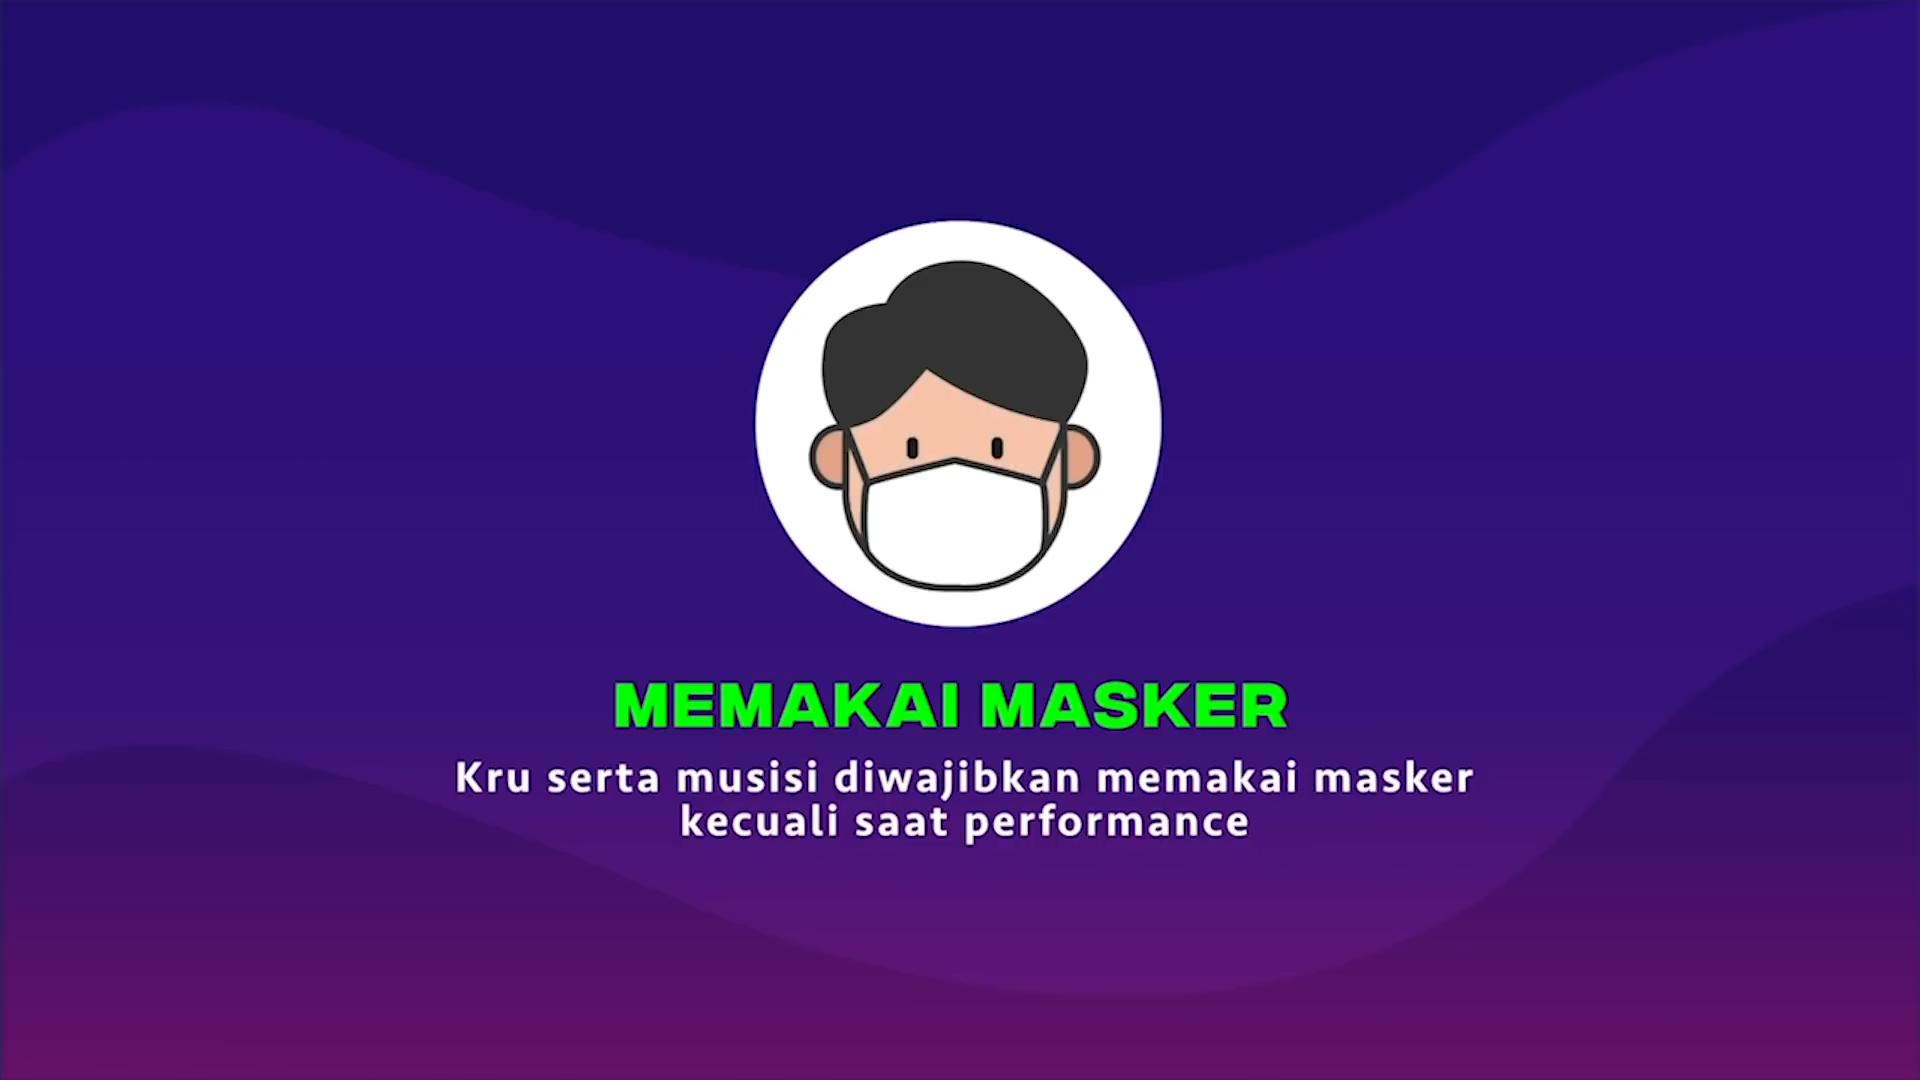 MEMAKAI MASKER
Kru serta musisi diwajibkan memakai masker
kecuali saat performance